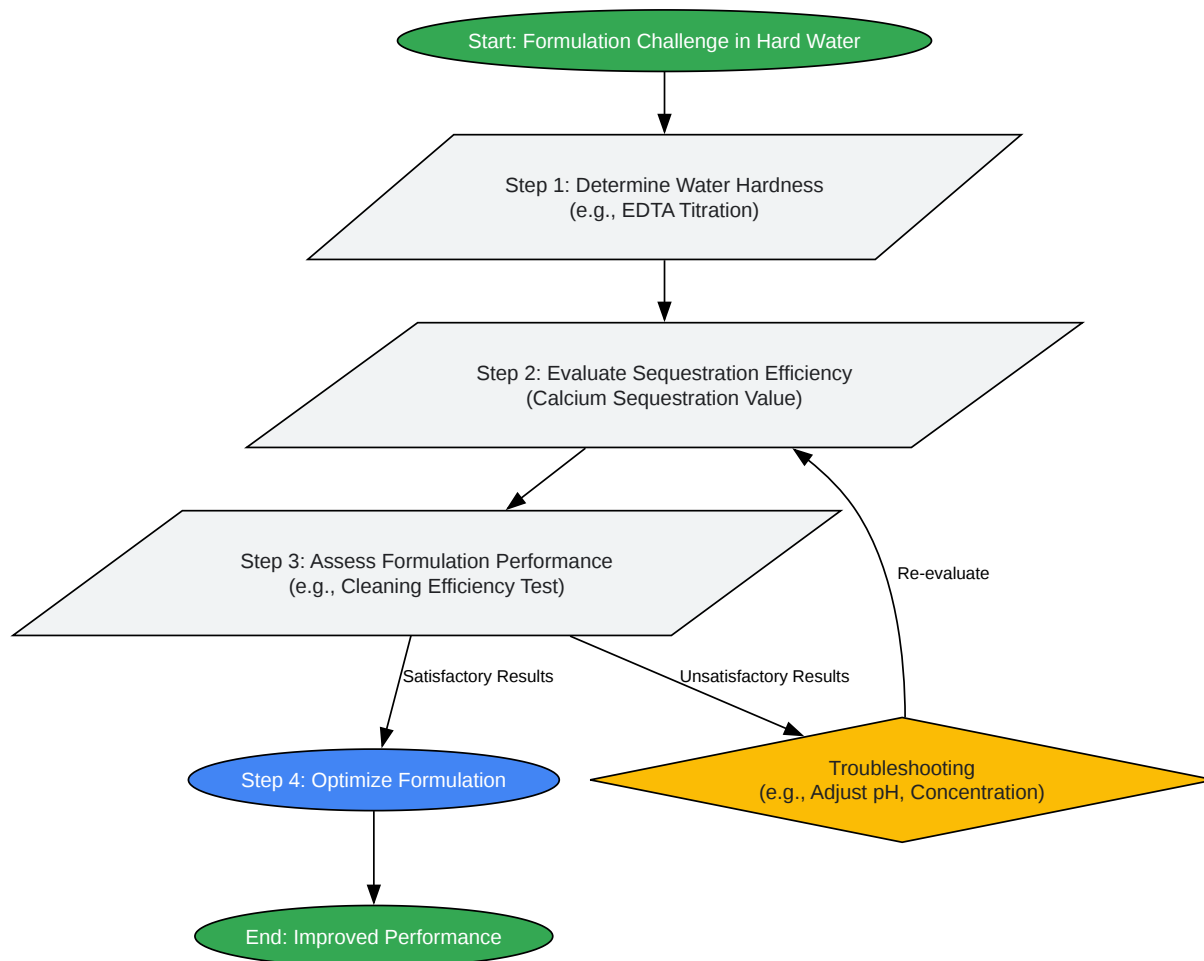 Start: Formulation Challenge in Hard Water
Step 1: Determine Water Hardness
(e.g., EDTA Titration)
Step 2: Evaluate Sequestration Efficiency
(Calcium Sequestration Value)
Step 3: Assess Formulation Performance
(e.g., Cleaning Efficiency Test)
Re-evaluate
Satisfactory Results
Unsatisfactory Results
Step 4: Optimize Formulation
Troubleshooting
(e.g., Adjust pH, Concentration)
End: Improved Performance